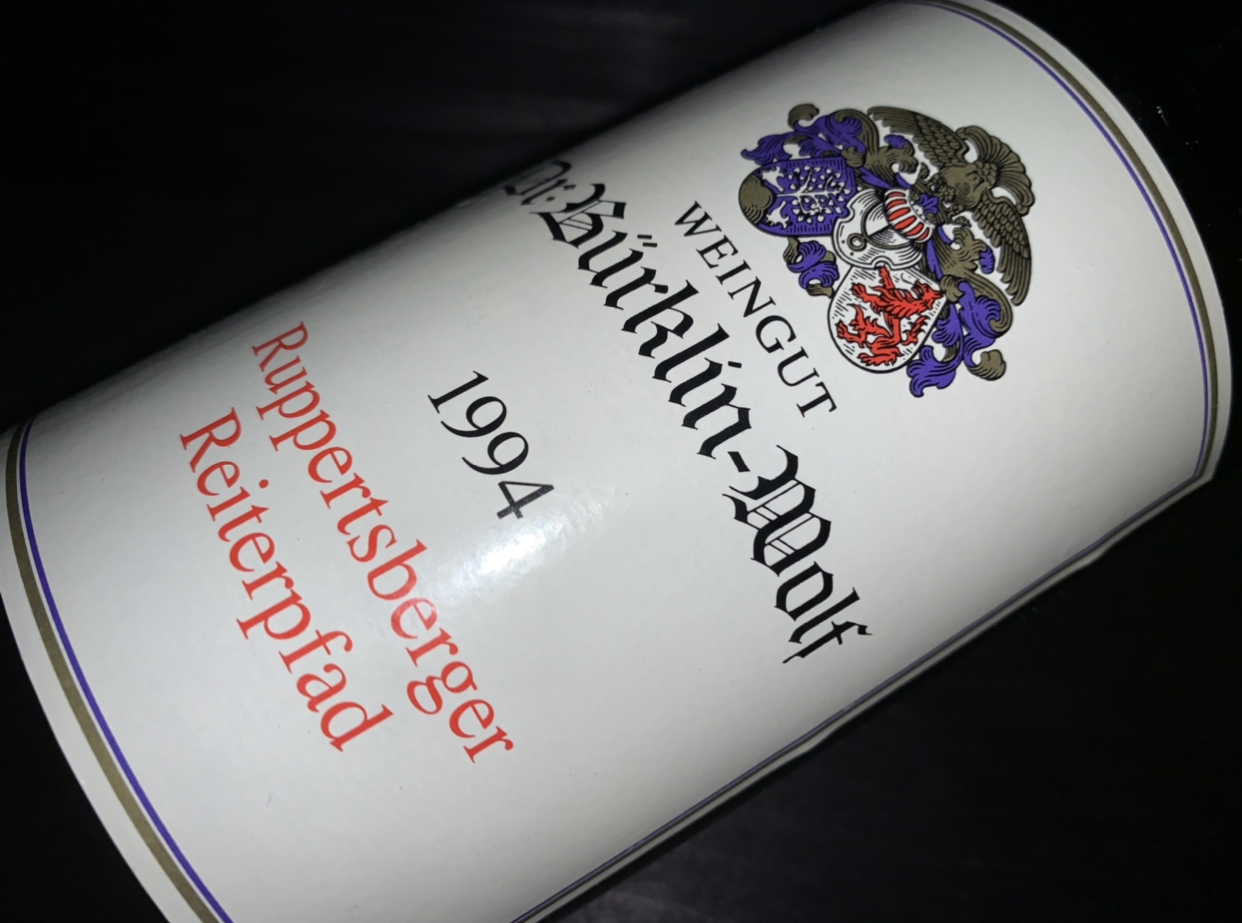 WEINGUT
Dr. Bürklin-Wolf
1994
Ruppertsberger
Reiterpfad